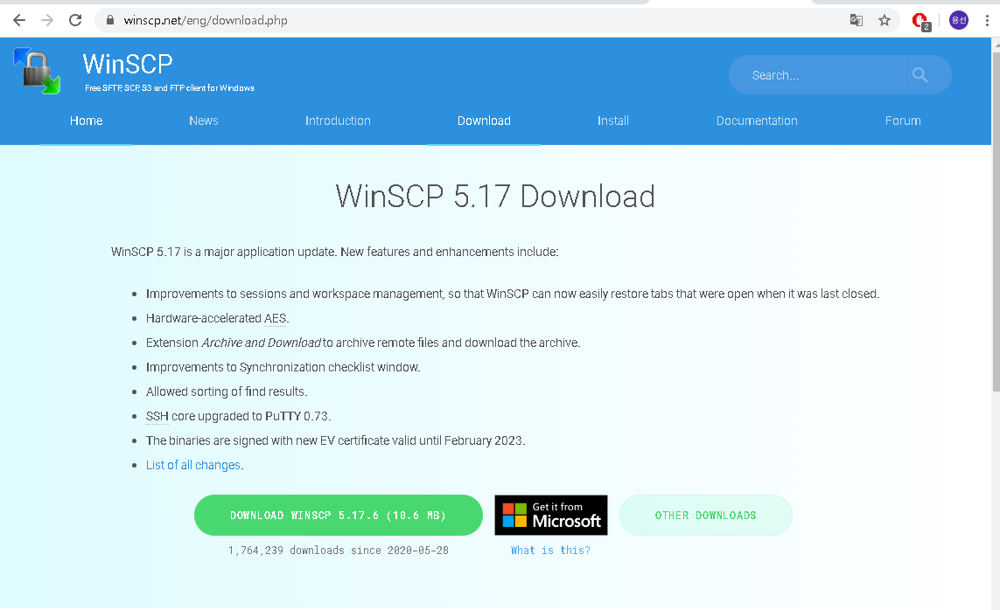 winscp.net/eng/download.php
2
용선
WinSCP
Free SFTP, SCP, S3 and FTP client for Windows
Search...
Home News Introduction Download Install Documentation Forum
WinSCP 5.17 Download
WinSCP 5.17 is a major application update. New features and enhancements include:
Improvements to sessions and workspace management, so that WinSCP can now easily restore tabs that were open when it was last closed.
Hardware-accelerated AES.
Extension Archive and Download to archive remote files and download the archive.
Improvements to Synchronization checklist window.
Allowed sorting of find results.
SSH core upgraded to PuTTY 0.73.
The binaries are signed with new EV certificate valid until February 2023.
List of all changes.
DOWNLOAD WINSCP 5.17.6 (10.6 MB)
Get it from
Microsoft
OTHER DOWNLOADS
1,764,239 downloads since 2020-05-28
What is this?